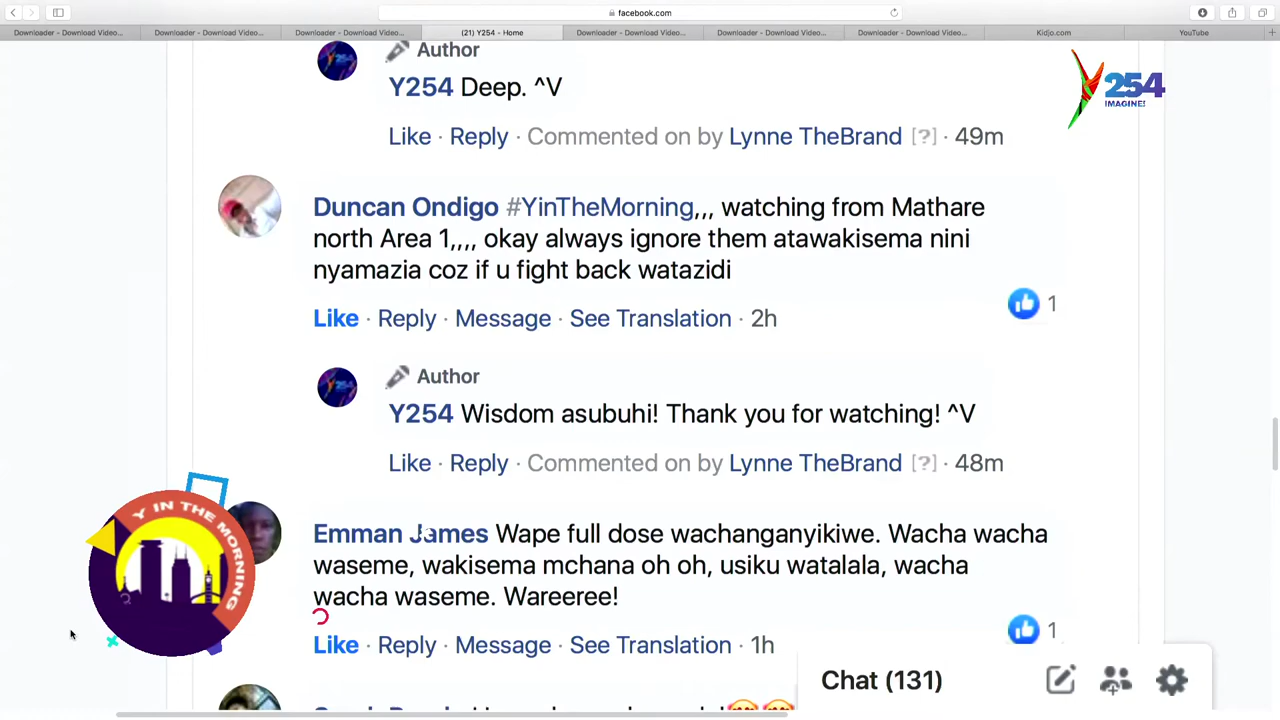 facebook.com
Downloader - Download Video...
Downloader - Download Video...
Downloader - Download Video...
(21) Y254 - Home
Downloader - Download Video...
Downloader - Download Video...
Downloader - Download Video...
Kidjo.com
YouTube
Author
Y254 Deep. ^V
Like · Reply · Commented on by Lynne TheBrand [?] · 49m
Y254
IMAGINE!
Duncan Ondigo #YinTheMorning,,, watching from Mathare
north Area 1,,,, okay always ignore them atawakisema nini
nyamazia coz if u fight back watazidi
1
Like · Reply · Message · See Translation · 2h
Author
Y254 Wisdom asubuhi! Thank you for watching! ^V
Like · Reply · Commented on by Lynne TheBrand [?] · 48m
Y IN THE MORNING
Emman James Wape full dose wachanganyikiwe. Wacha wacha
waseme, wakisema mchana oh oh, usiku watalala, wacha
wacha waseme. Wareeree!
1
Like · Reply · Message · See Translation · 1h
Chat (131)